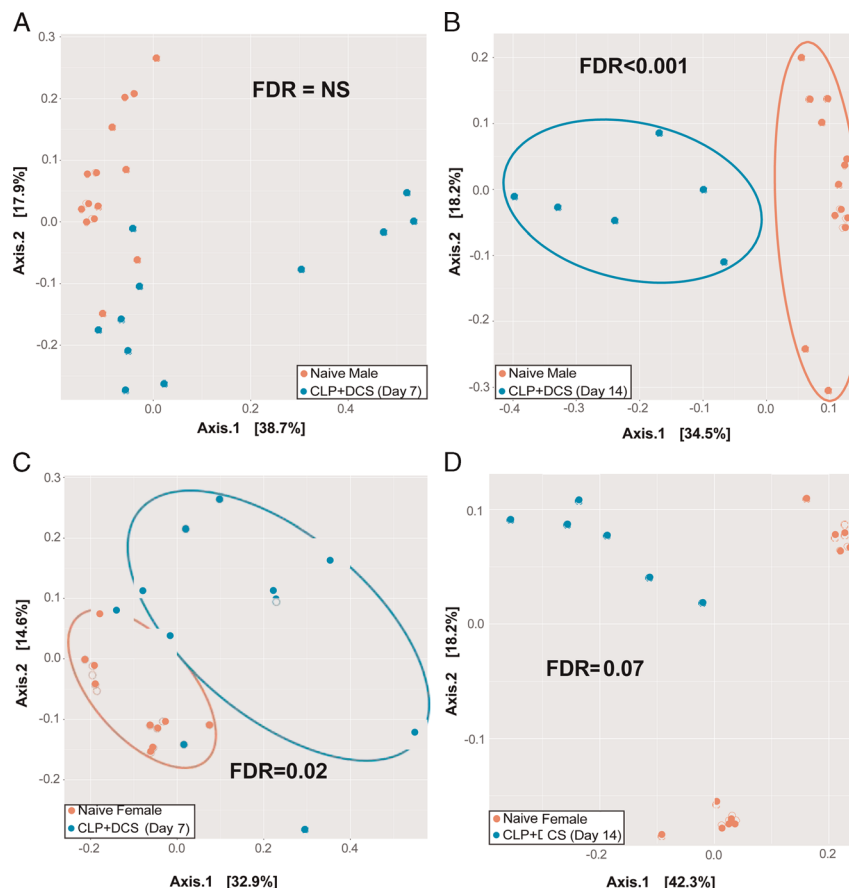 A
0.3
0.2
0.1
0.0
-0.1
-0.2
Axis.2 [17.9%]
FDR = NS
Naive Male
CLP+DCS (Day 7)
0.0
0.2
0.4
Axis.1 [38.7%]
B
0.2
0.1
0.0
-0.1
-0.2
-0.3
Axis.2 [18.2%]
FDR<0.001
Naive Male
CLP+DCS (Day 14)
-0.4
-0.3
-0.2
-0.1
0.0
0.1
Axis.1 [34.5%]
C
0.3
0.2
0.1
0.0
-0.1
-0.2
Axis.2 [14.6%]
FDR=0.02
Naive Female
CLP+DCS (Day 7)
-0.2
0.0
0.2
0.4
Axis.1 [32.9%]
D
0.1
0.0
-0.1
Axis.2 [18.2%]
FDR=0.07
Naive Female
CLP+[ CS (Day 14)
-0.2
0.0
0.2
Axis.1 [42.3%]